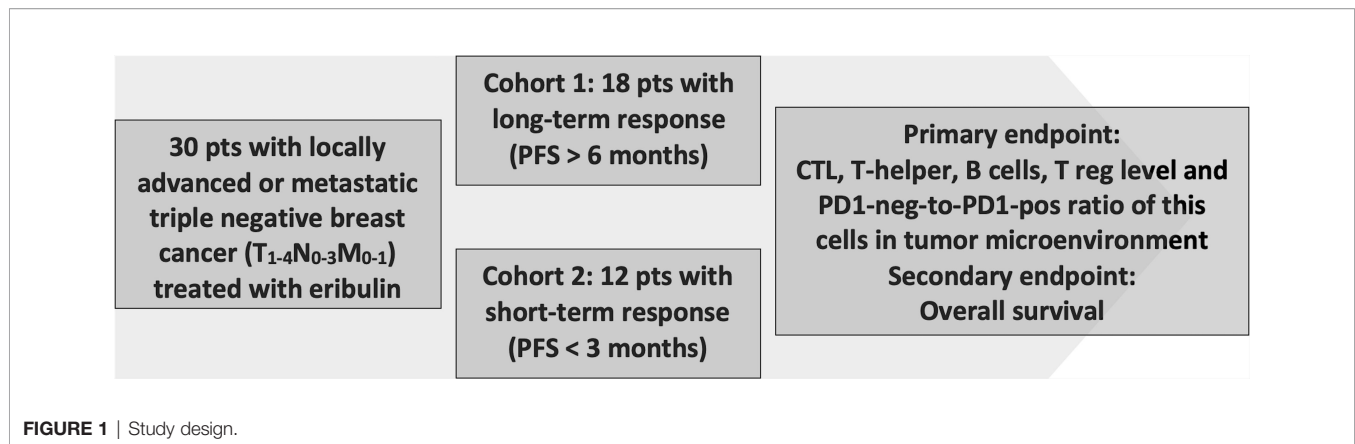 30 pts with locally
advanced or metastatic
triple negative breast
cancer (T₁₋₄N₀₋₃M₀₋₁)
treated with eribulin
Cohort 1: 18 pts with
long-term response
(PFS > 6 months)
Cohort 2: 12 pts with
short-term response
(PFS < 3 months)
Primary endpoint:
CTL, T-helper, B cells, T reg level and
PD1-neg-to-PD1-pos ratio of this
cells in tumor microenvironment
Secondary endpoint:
Overall survival
FIGURE 1 | Study design.